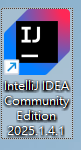 IJ
IntelliJ IDEA
Community
Edition
2025.1.4.1